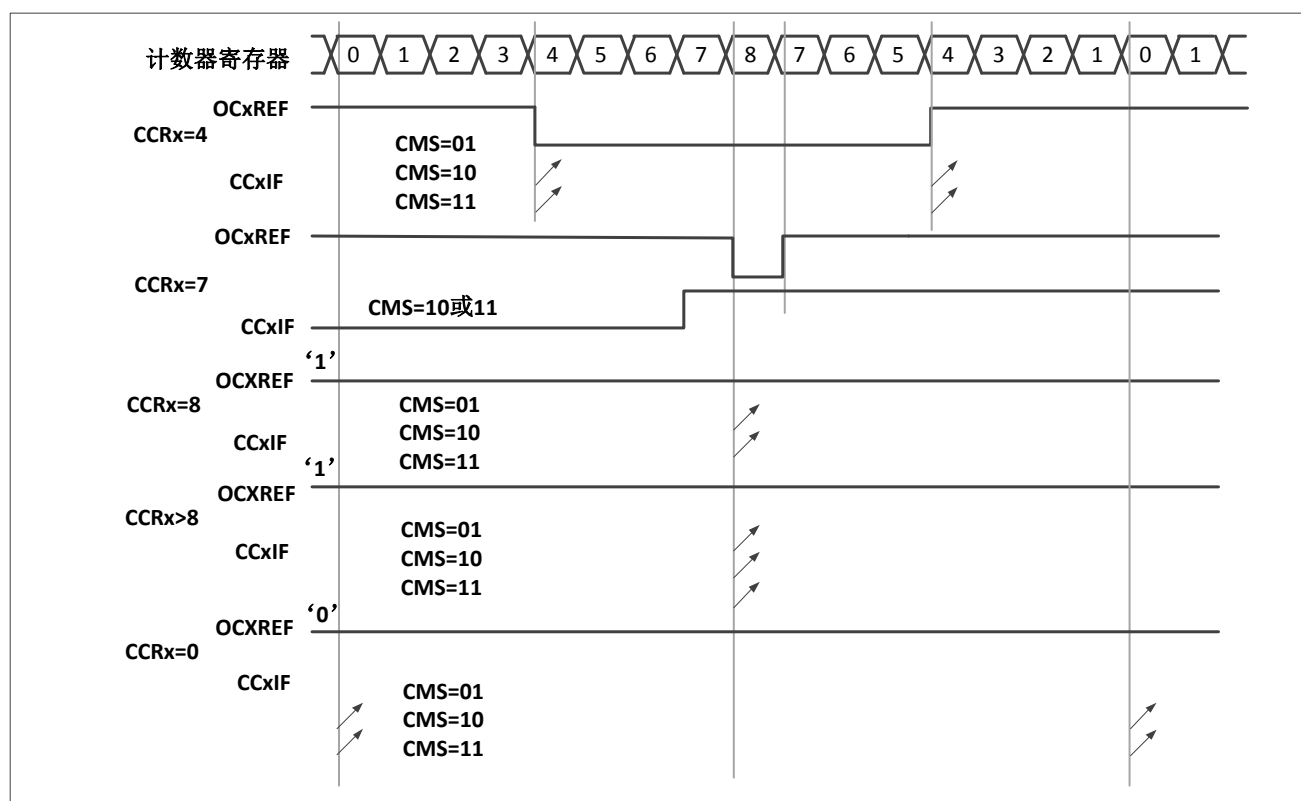 计数器寄存器 0 1 2 3 4 5 6 7 8 7 6 5 4 3 2 1 0 1
OCxREF
CCRx=4
CMS=01
CMS=10
CCxIF
CMS=11
OCxREF
CCRx=7
CMS=10或11
CCxIF
‘1’
OCXREF
CCRx=8
CMS=01
CMS=10
CCxIF
CMS=11
‘1’
OCXREF
CCRx>8
CMS=01
CCxIF
CMS=10
CMS=11
‘0’
OCXREF
CCRx=0
CCxIF
CMS=01
CMS=10
CMS=11